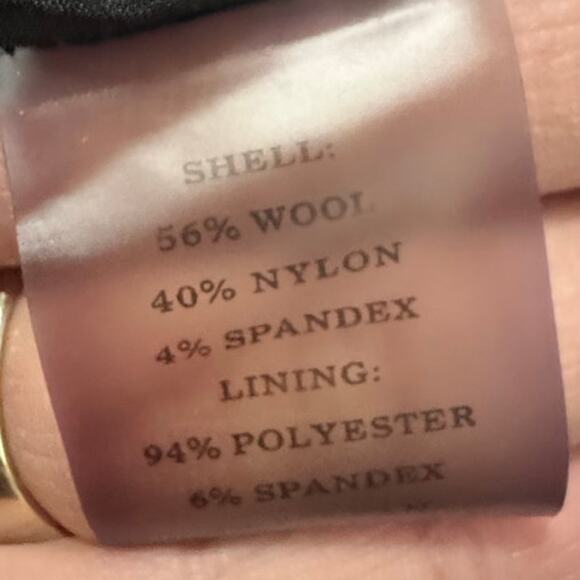 SHELL:
56% WOOL
40% NYLON
4% SPANDEX
LINING:
94% POLYESTER
6% SPANDEX